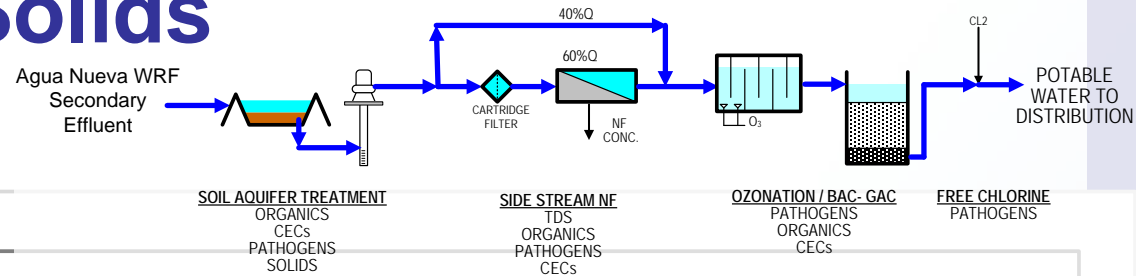 Solids
Agua Nueva WRF
Secondary
Effluent
40%Q
60%Q
CARTRIDGE
FILTER
NF
CONC.
O3
CL2
POTABLE
WATER TO
DISTRIBUTION
SOIL AQUIFER TREATMENT
ORGANICS
CECs
PATHOGENS
SOLIDS
SIDE STREAM NF
TDS
ORGANICS
PATHOGENS
CECs
OZONATION / BAC- GAC
PATHOGENS
ORGANICS
CECs
FREE CHLORINE
PATHOGENS